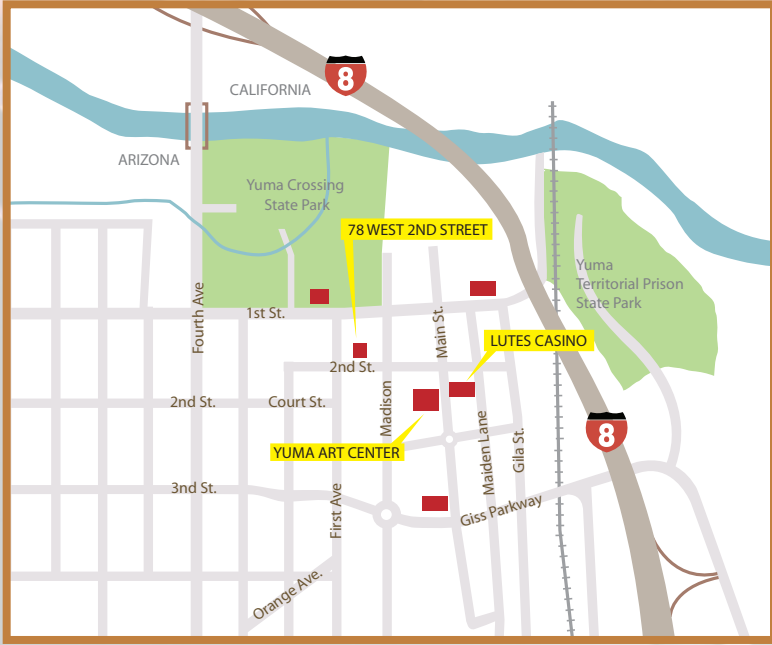 8
CALIFORNIA
ARIZONA
Yuma Crossing
State Park
78 WEST 2ND STREET
Yuma
Territorial Prison
State Park
Fourth Ave
1st St.
Main St.
LUTES CASINO
2nd St.
Madison
2nd St.
Court St.
8
YUMA ART CENTER
Maiden Lane
Gila St.
3rd St.
First Ave
Giss Parkway
Orange Ave.